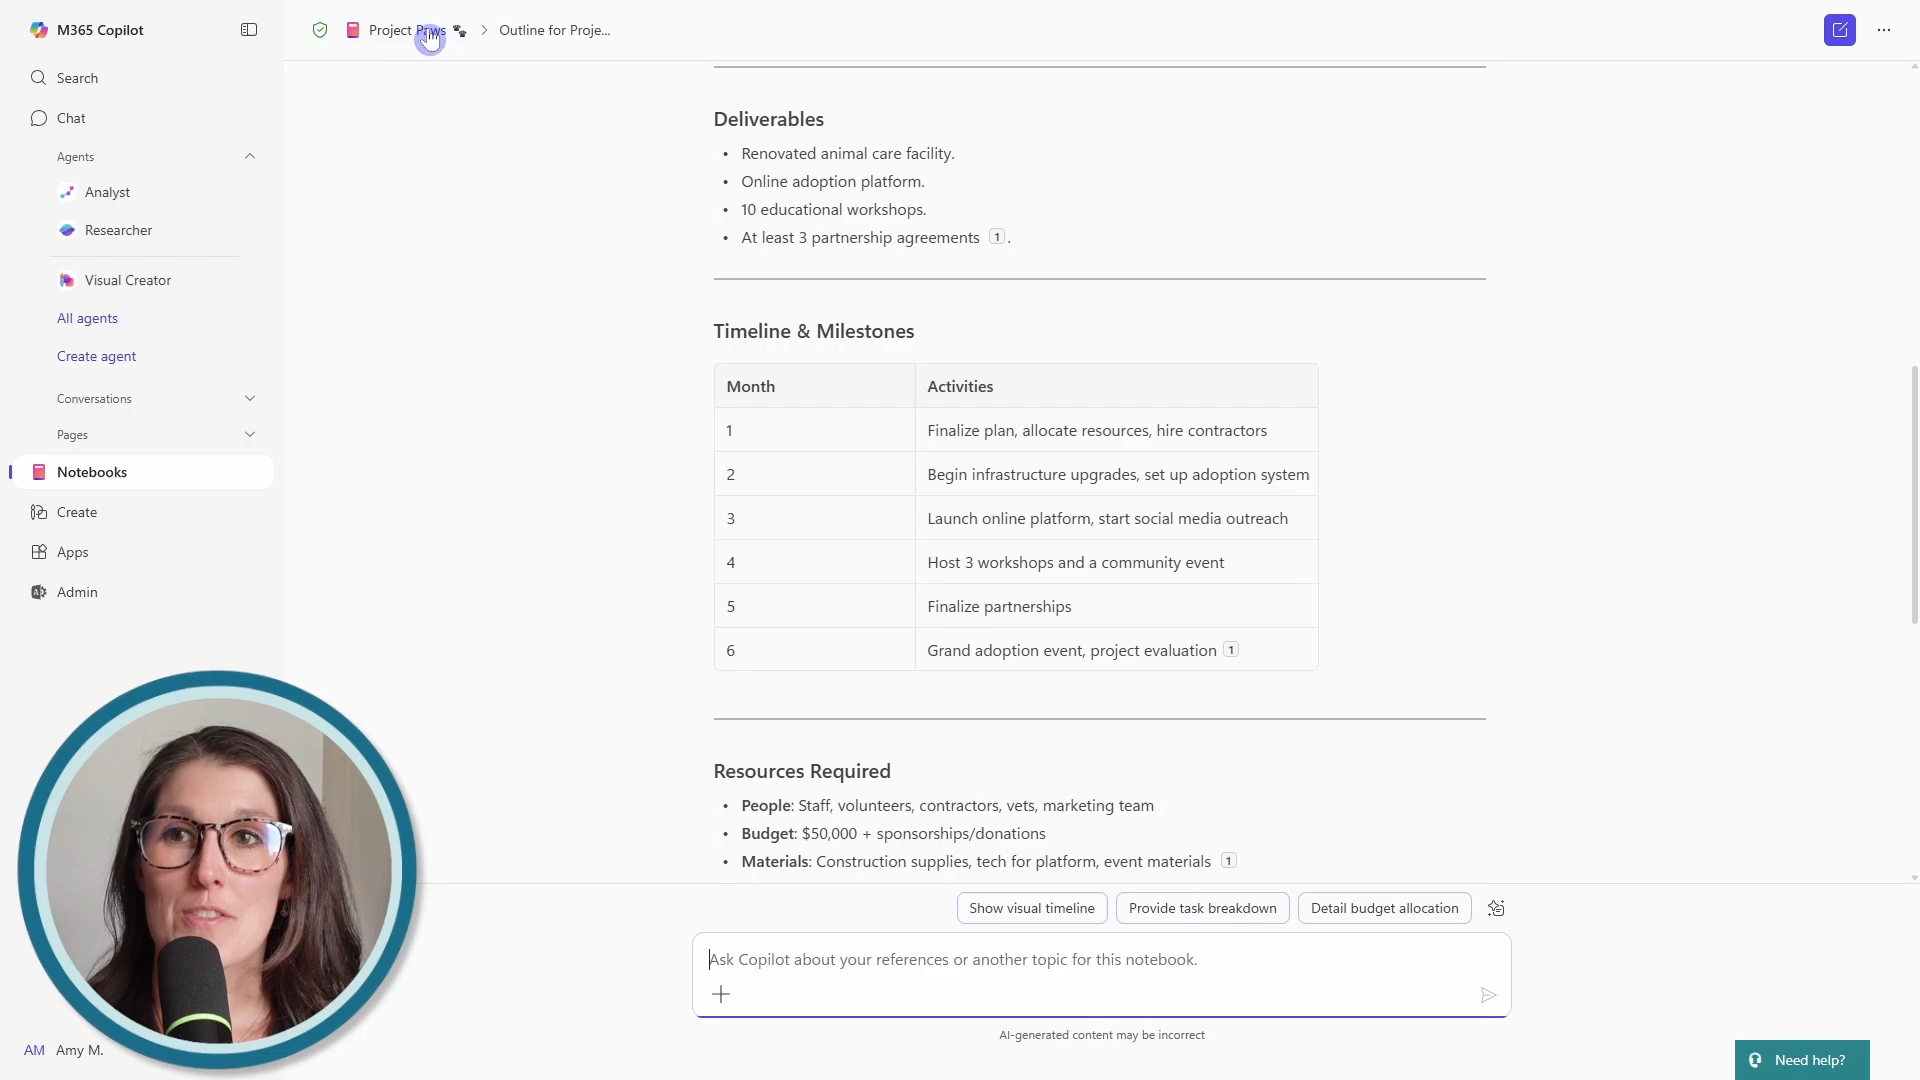 M365 Copilot
Search
Chat
Agents
Analyst
Researcher
Visual Creator
All agents
Create agent
Conversations
Pages
Notebooks
Create
Apps
Admin
AM Amy M.
Project Paws > Outline for Proje...
Deliverables
• Renovated animal care facility.
• Online adoption platform.
• 10 educational workshops.
• At least 3 partnership agreements 1.
Timeline & Milestones
Month Activities
1 Finalize plan, allocate resources, hire contractors
2 Begin infrastructure upgrades, set up adoption system
3 Launch online platform, start social media outreach
4 Host 3 workshops and a community event
5 Finalize partnerships
6 Grand adoption event, project evaluation 1
Resources Required
• People: Staff, volunteers, contractors, vets, marketing team
• Budget: $50,000 + sponsorships/donations
• Materials: Construction supplies, tech for platform, event materials 1
Show visual timeline Provide task breakdown Detail budget allocation
Ask Copilot about your references or another topic for this notebook.
AI-generated content may be incorrect
Need help?